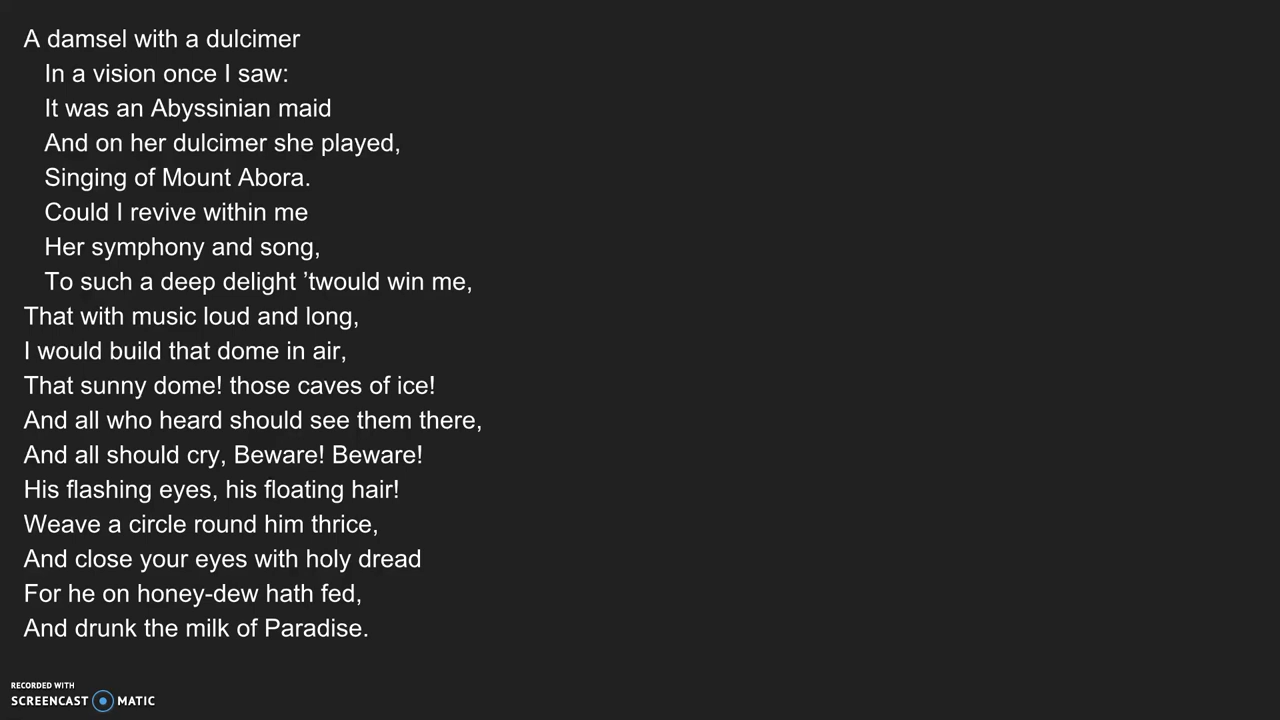 A damsel with a dulcimer
In a vision once I saw:
It was an Abyssinian maid
And on her dulcimer she played,
Singing of Mount Abora.
Could I revive within me
Her symphony and song,
To such a deep delight ’twould win me,
That with music loud and long,
I would build that dome in air,
That sunny dome! those caves of ice!
And all who heard should see them there,
And all should cry, Beware! Beware!
His flashing eyes, his floating hair!
Weave a circle round him thrice,
And close your eyes with holy dread
For he on honey-dew hath fed,
And drunk the milk of Paradise.
RECORDED WITH
SCREENCAST MATIC